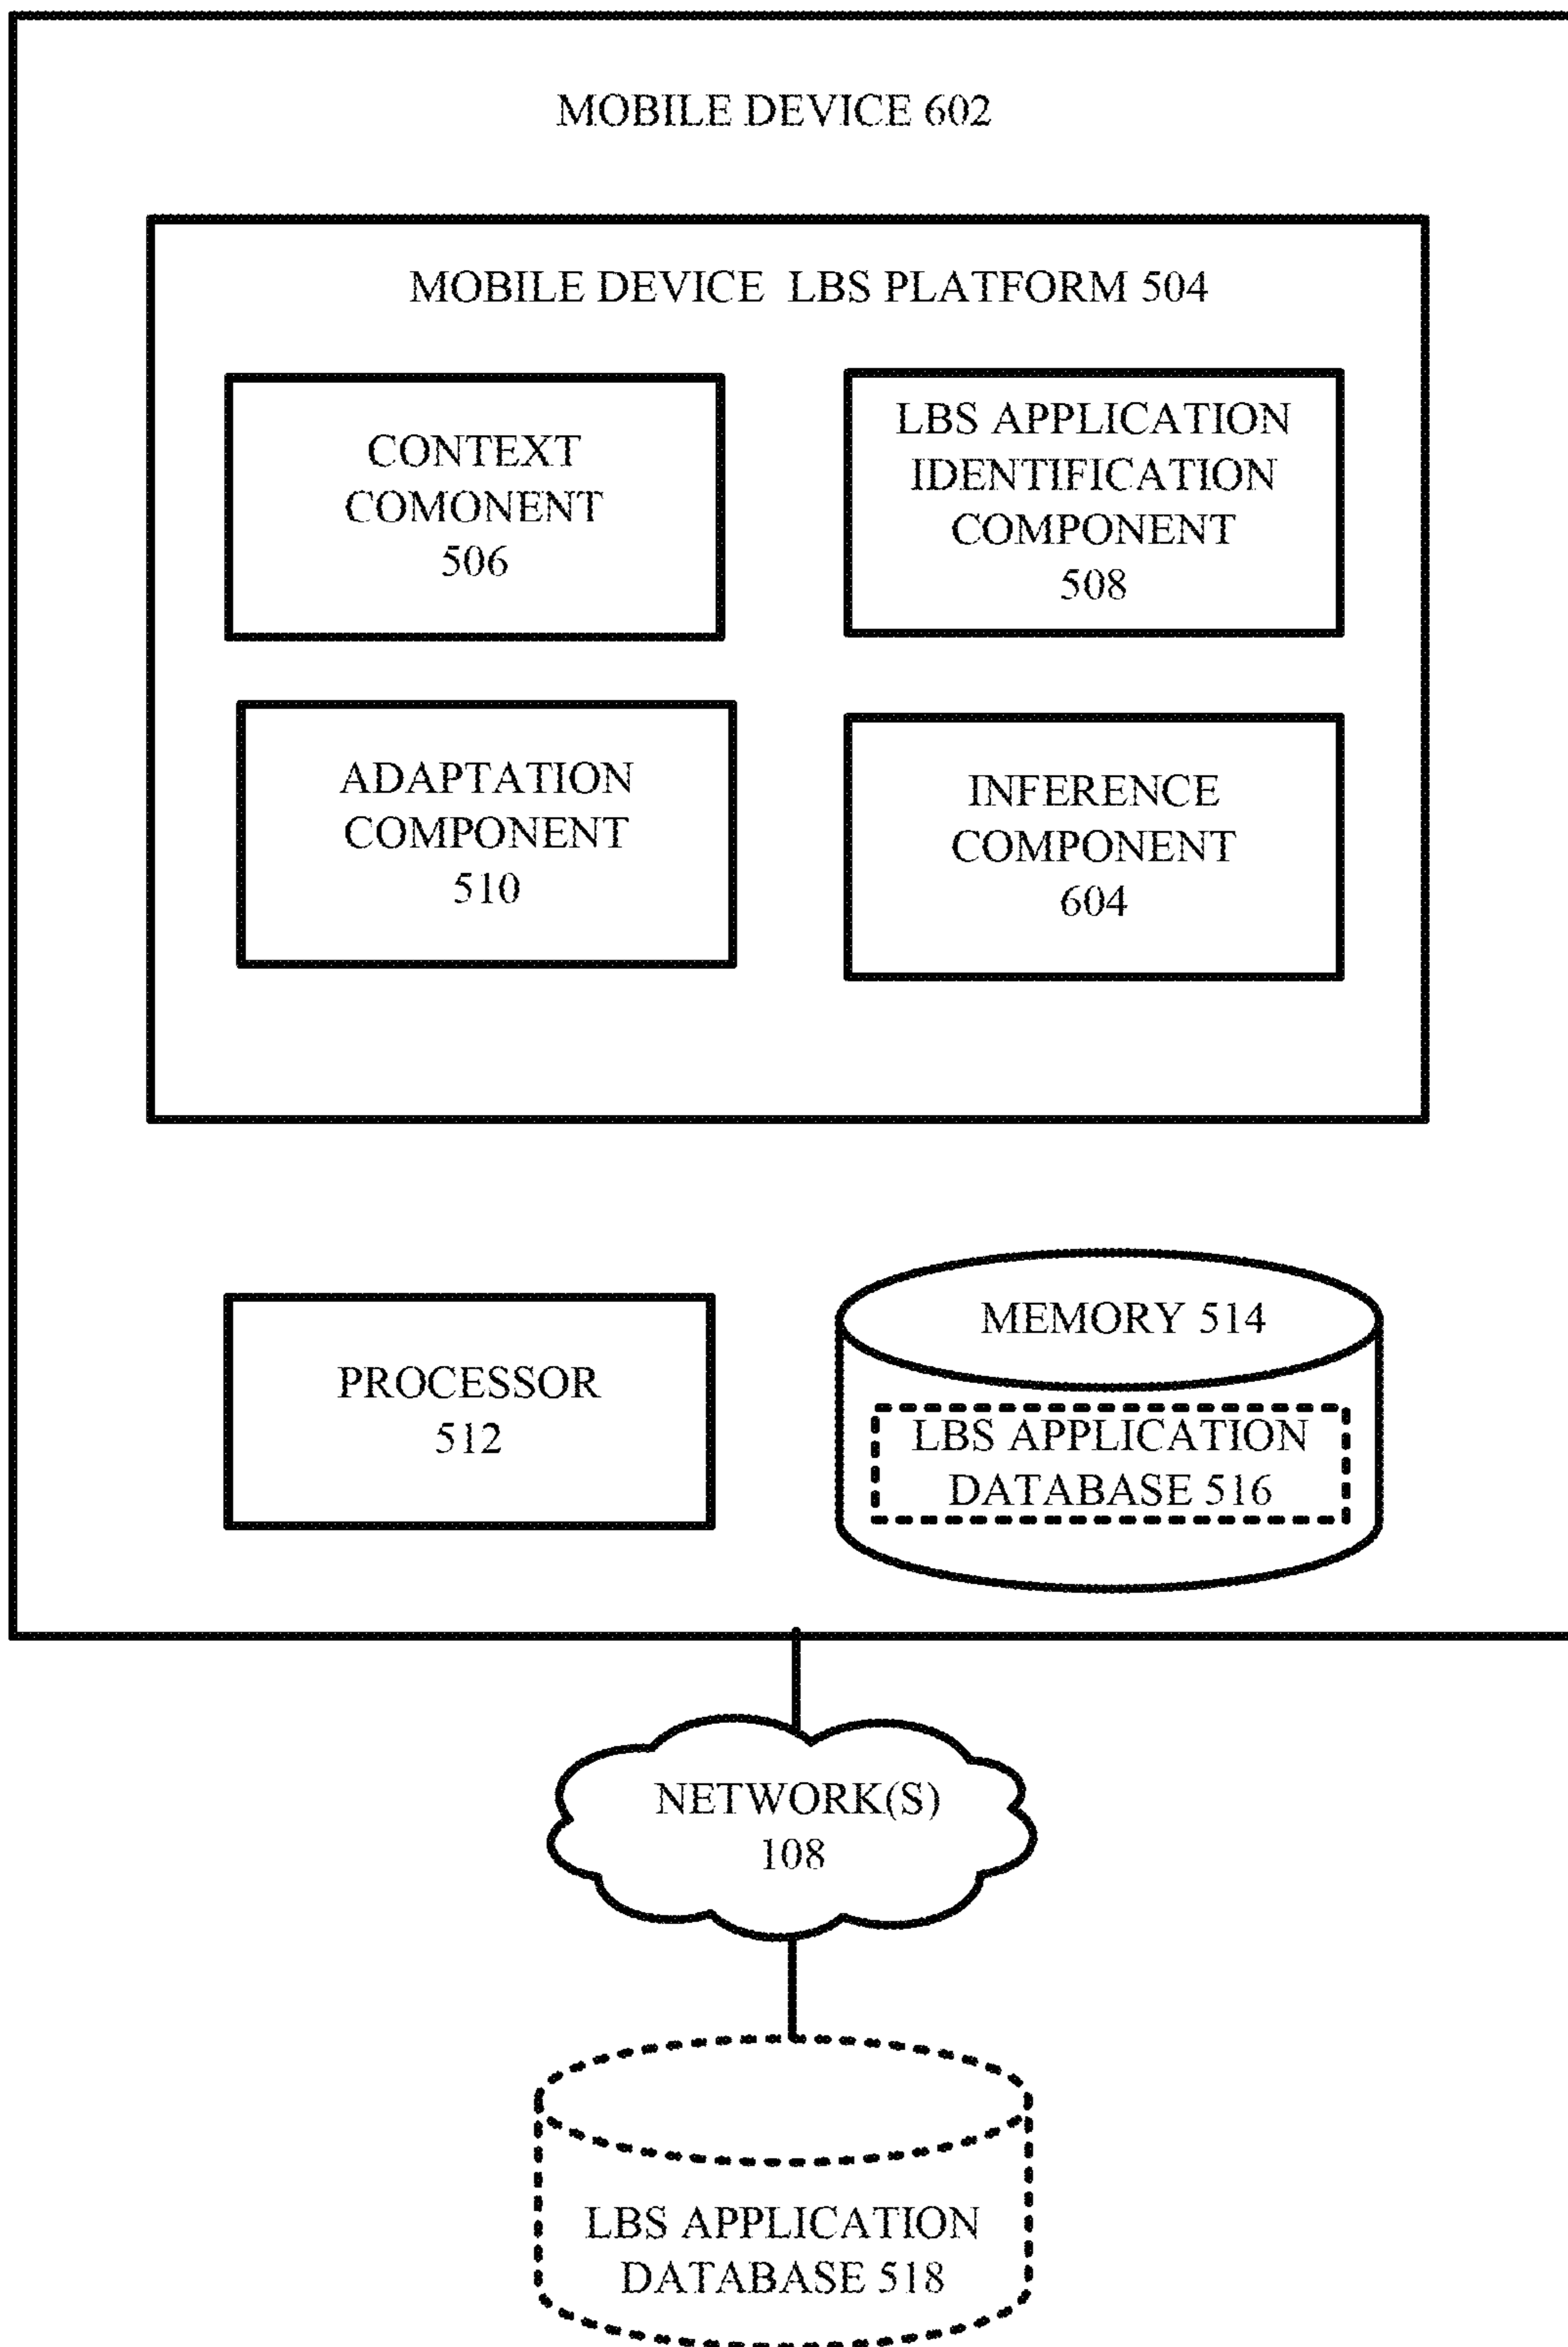 MOBILE DEVICE 602
MOBILE DEVICE LBS PLATFORM 504
CONTEXT
COMONENT
506
LBS APPLICATION
IDENTIFICATION
COMPONENT
508
ADAPTATION
COMPONENT
510
INFERENCE
COMPONENT
604
PROCESSOR
512
MEMORY 514
LBS APPLICATION
DATABASE 516
NETWORK(S)
108
LBS APPLICATION
DATABASE 518